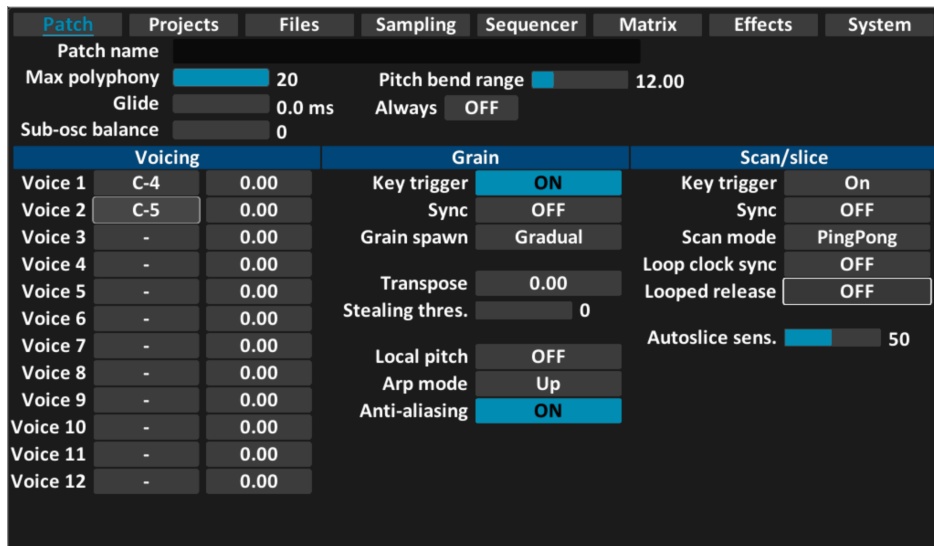 Patch Projects Files Sampling Sequencer Matrix Effects System
Patch name
Max polyphony 20 Pitch bend range 12.00
Glide 0.0 ms Always OFF
Sub-osc balance 0
Voicing Grain Scan/slice
Voice 1 C-4 0.00 Key trigger ON Key trigger On
Voice 2 C-5 0.00 Sync OFF Sync OFF
Voice 3 - 0.00 Grain spawn Gradual Scan mode PingPong
Voice 4 - 0.00 Loop clock sync OFF
Voice 5 - 0.00 Transpose 0.00 Looped release OFF
Voice 6 - 0.00 Stealing thres. 0
Voice 7 - 0.00 Local pitch OFF Autoslice sens. 50
Voice 8 - 0.00 Arp mode Up
Voice 9 - 0.00 Anti-aliasing ON
Voice 10 - 0.00
Voice 11 - 0.00
Voice 12 - 0.00